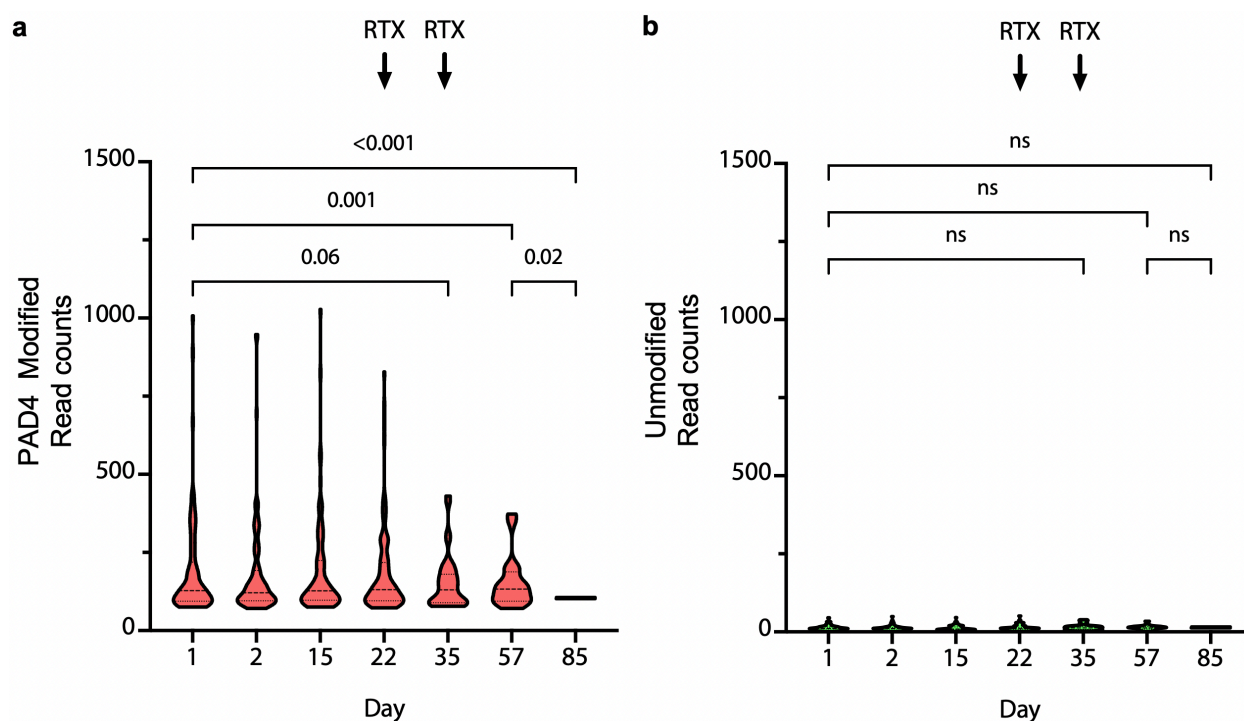 a
RTX RTX
<0.001
0.001
0.06
0.02
PAD4 Modified
Read counts
1500
1000
500
0
1 2 15 22 35 57 85
Day
b
RTX RTX
ns
ns
ns
ns
Unmodified
Read counts
1500
1000
500
0
1 2 15 22 35 57 85
Day